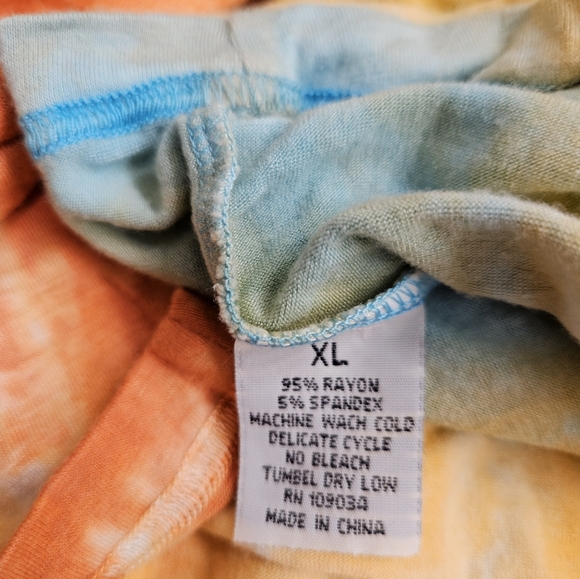 XL
95% RAYON
5% SPANDEX
MACHINE WACH COLD
DELICATE CYCLE
NO BLEACH
TUMBEL DRY LOW
RN 109034
MADE IN CHINA